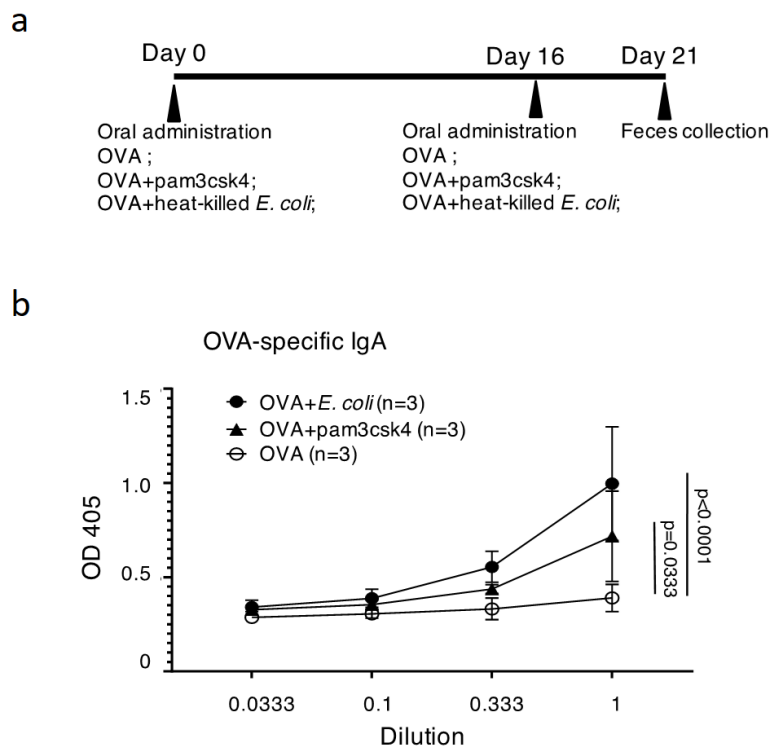 a
Day 0
Day 16
Day 21
Oral administration
OVA ;
OVA+pam3csk4;
OVA+heat-killed E. coli;
Oral administration
OVA ;
OVA+pam3csk4;
OVA+heat-killed E. coli;
Feces collection
b
OVA-specific IgA
OVA+E. coli (n=3)
OVA+pam3csk4 (n=3)
OVA (n=3)
OD 405
1.5
1.0
0.5
0
p=0.0333
p<0.0001
0.0333
0.1
0.333
1
Dilution